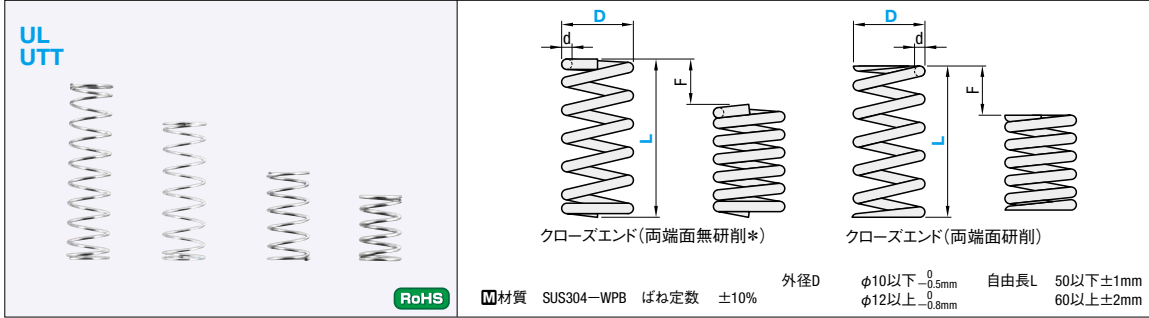 UL
UTT
RoHS
D
d
F
L
D
d
F
L
クローズエンド(両端面無研削*)
クローズエンド(両端面研削)
M材質 SUS304−WPB ばね定数 ±10%
外径D φ10以下 0 −0.5mm
φ12以上 0 −0.8mm
自由長L 50以下±1mm
60以上±2mm